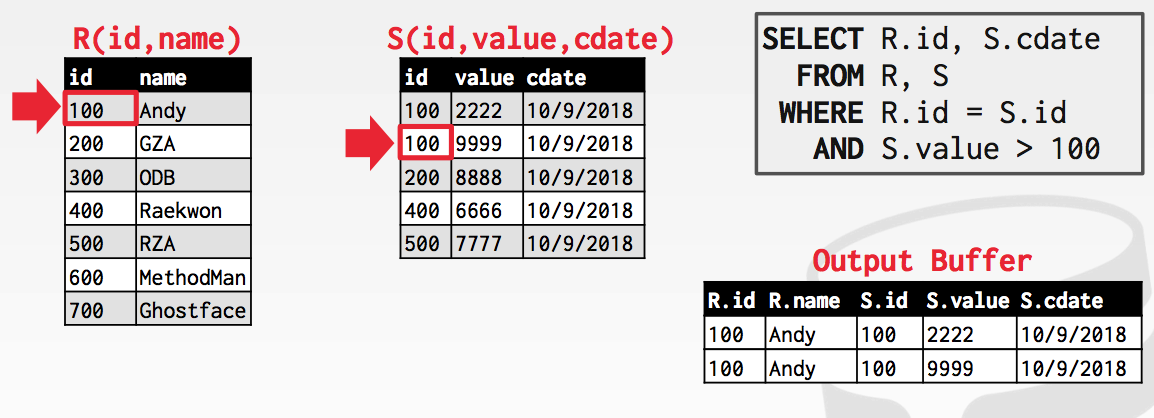 R(id,name)
id name
100 Andy
200 GZA
300 ODB
400 Raekwon
500 RZA
600 MethodMan
700 Ghostface
S(id,value,cdate)
id value cdate
100 2222 10/9/2018
100 9999 10/9/2018
200 8888 10/9/2018
400 6666 10/9/2018
500 7777 10/9/2018
SELECT R.id, S.cdate
FROM R, S
WHERE R.id = S.id
AND S.value > 100
Output Buffer
R.id R.name S.id S.value S.cdate
100 Andy 100 2222 10/9/2018
100 Andy 100 9999 10/9/2018